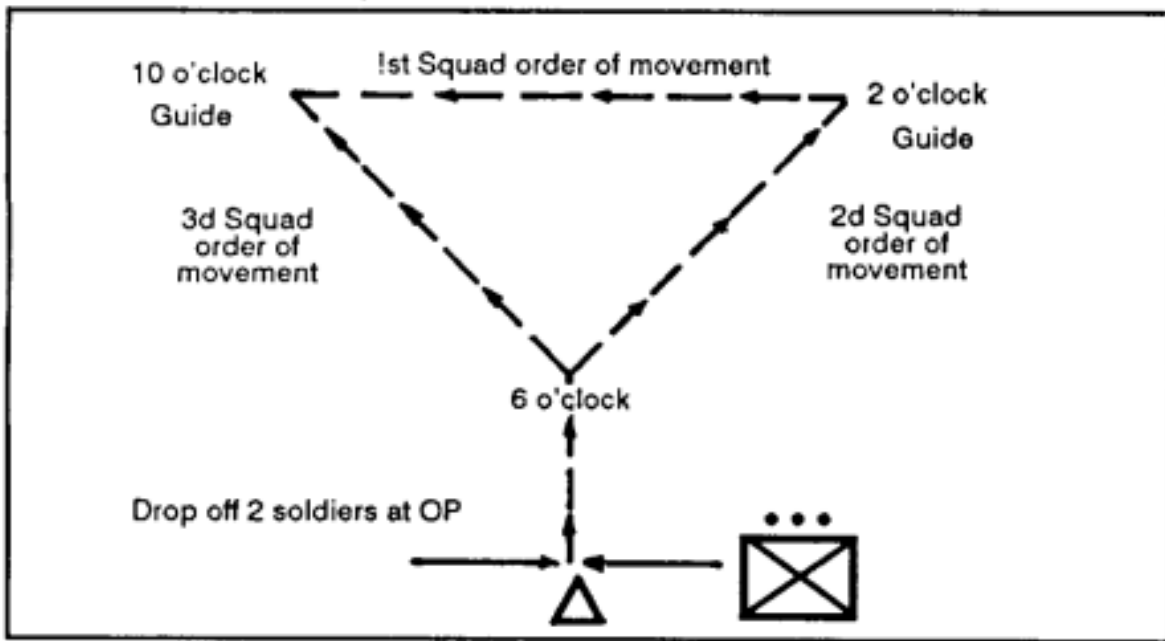 !st Squad order of movement
10 o'clock
Guide
2 o'clock
Guide
3d Squad
order of
movement
2d Squad
order of
movement
6 o'clock
Drop off 2 soldiers at OP